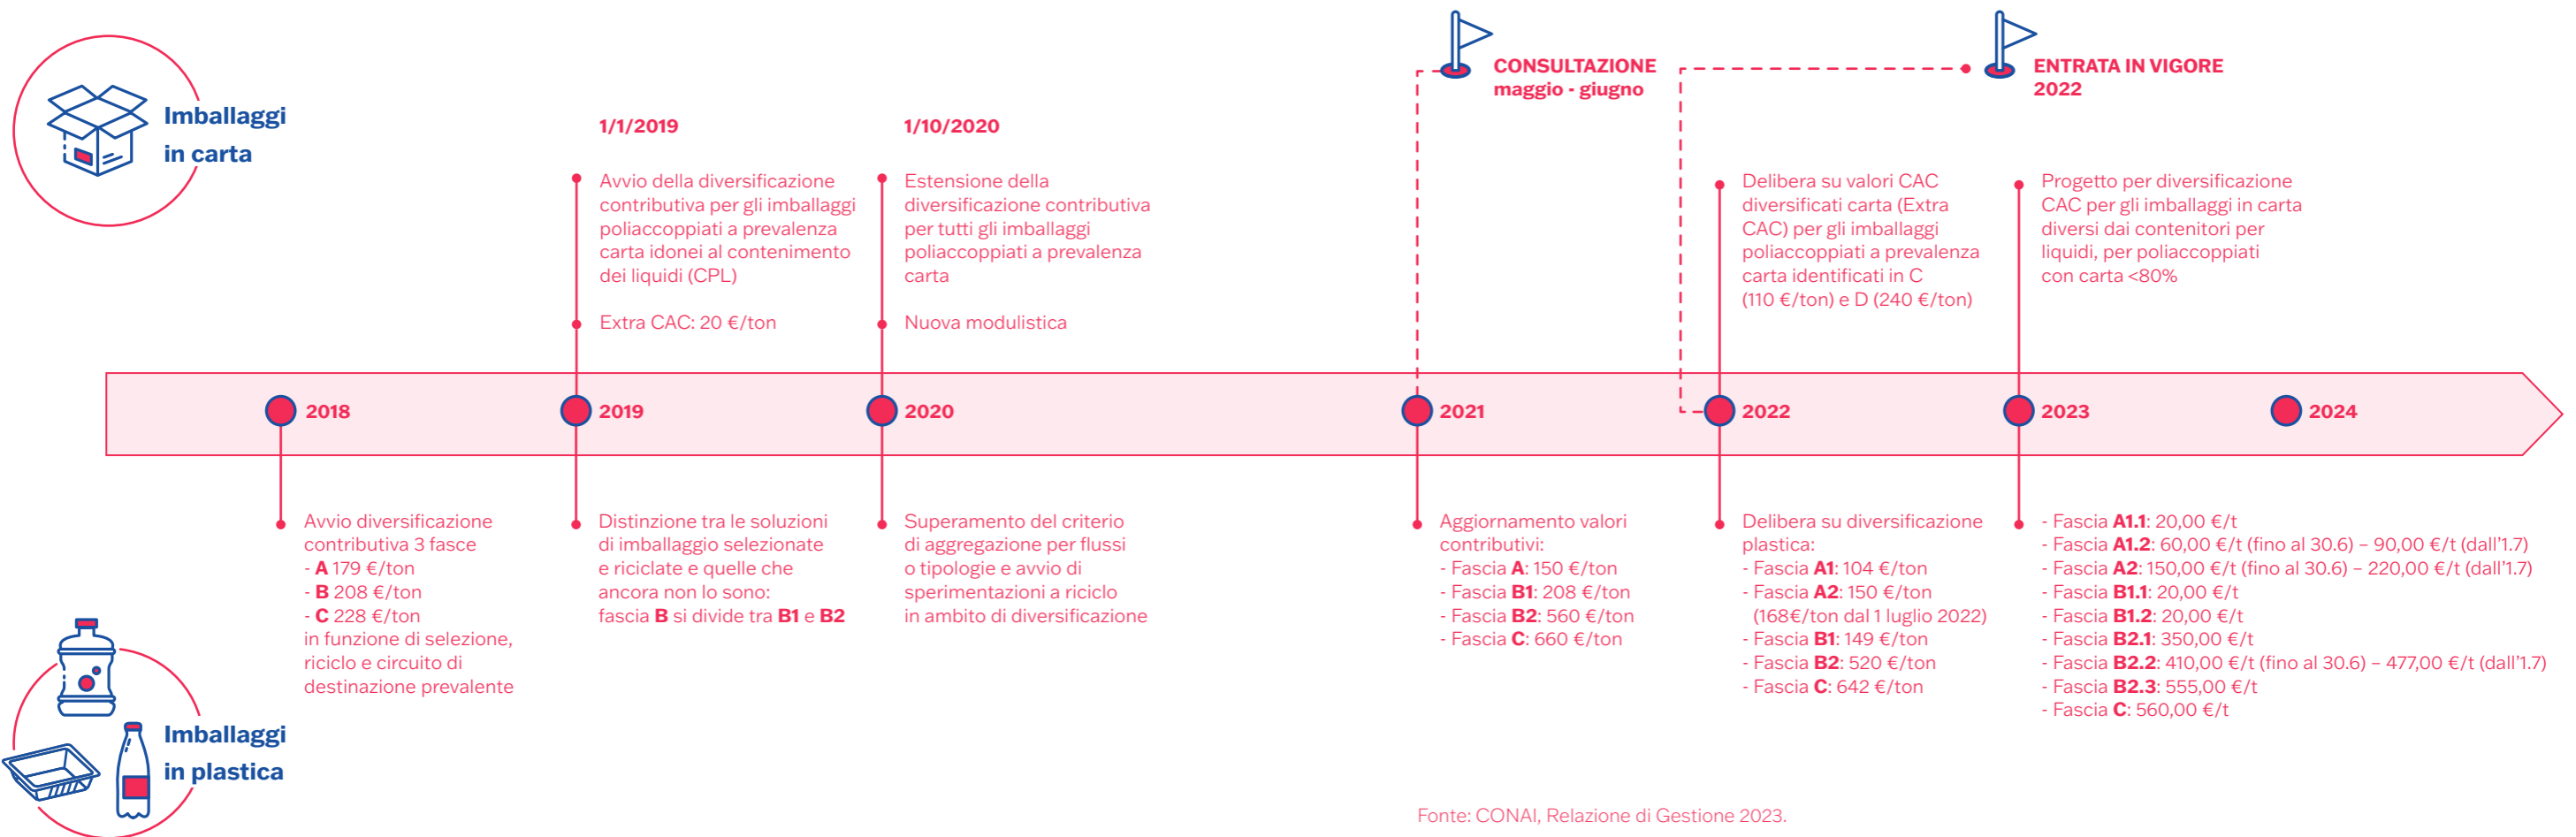 Imballaggi
in carta
1/1/2019
Avvio della diversificazione
contributiva per gli imballaggi
poliaccoppiati a prevalenza
carta idonei al contenimento
dei liquidi (CPL)
Extra CAC: 20 €/ton
1/10/2020
Estensione della
diversificazione contributiva
per tutti gli imballaggi
poliaccoppiati a prevalenza
carta
Nuova modulistica
CONSULTAZIONE
maggio - giugno
ENTRATA IN VIGORE
2022
Delibera su valori CAC
diversificati carta (Extra
CAC) per gli imballaggi
poliaccoppiati a prevalenza
carta identificati in C
(110 €/ton) e D (240 €/ton)
Progetto per diversificazione
CAC per gli imballaggi in carta
diversi dai contenitori per
liquidi, per poliaccoppiati
con carta <80%
2018
2019
2020
2021
2022
2023
2024
Avvio diversificazione
contributiva 3 fasce
- A 179 €/ton
- B 208 €/ton
- C 228 €/ton
in funzione di selezione,
riciclo e circuito di
destinazione prevalente
Distinzione tra le soluzioni
di imballaggio selezionate
e riciclate e quelle che
ancora non lo sono:
fascia B si divide tra B1 e B2
Superamento del criterio
di aggregazione per flussi
o tipologie e avvio di
sperimentazioni a riciclo
in ambito di diversificazione
Aggiornamento valori
contributivi:
- Fascia A: 150 €/ton
- Fascia B1: 208 €/ton
- Fascia B2: 560 €/ton
- Fascia C: 660 €/ton
Delibera su diversificazione
plastica:
- Fascia A1: 104 €/ton
- Fascia A2: 150 €/ton
(168€/ton dal 1 luglio 2022)
- Fascia B1: 149 €/ton
- Fascia B2: 520 €/ton
- Fascia C: 642 €/ton
- Fascia A1.1: 20,00 €/t
- Fascia A1.2: 60,00 €/t (fino al 30.6) – 90,00 €/t (dall'1.7)
- Fascia A2: 150,00 €/t (fino al 30.6) – 220,00 €/t (dall'1.7)
- Fascia B1.1: 20,00 €/t
- Fascia B1.2: 20,00 €/t
- Fascia B2.1: 350,00 €/t
- Fascia B2.2: 410,00 €/t (fino al 30.6) – 477,00 €/t (dall'1.7)
- Fascia B2.3: 555,00 €/t
- Fascia C: 560,00 €/t
Imballaggi
in plastica
Fonte: CONAI, Relazione di Gestione 2023.